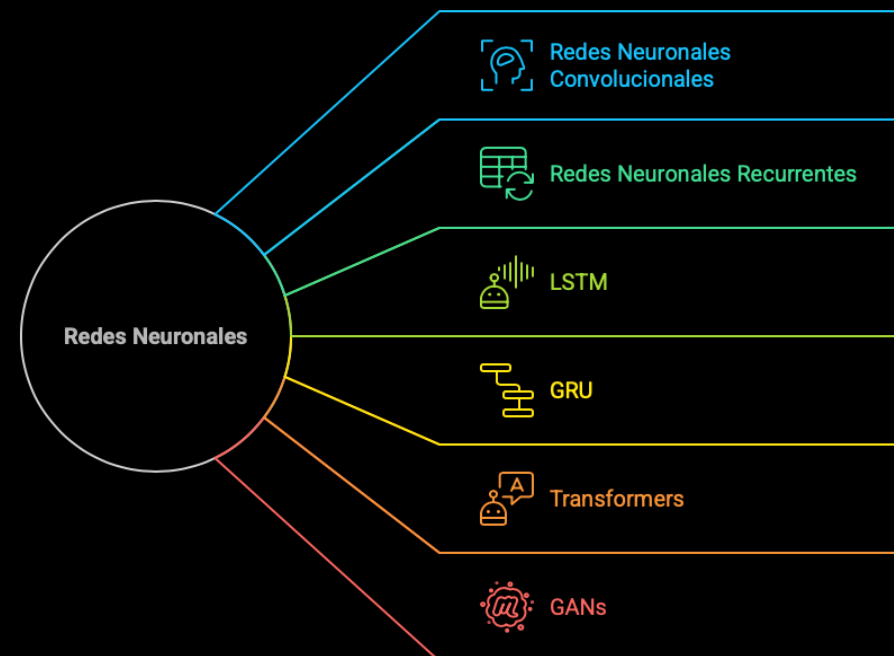 Redes Neuronales
Convolucionales
Redes Neuronales Recurrentes
LSTM
Redes Neuronales
GRU
A
Transformers
GANs